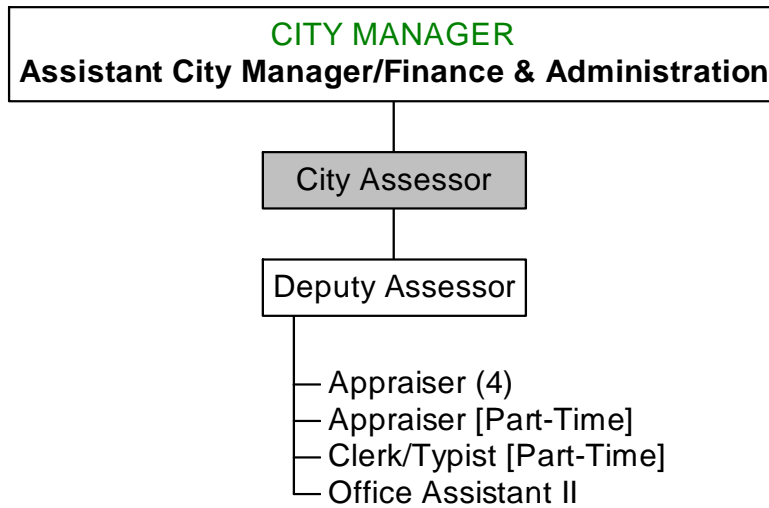 CITY MANAGER
Assistant City Manager/Finance & Administration
City Assessor
Deputy Assessor
Appraiser (4)
Appraiser [Part-Time]
Clerk/Typist [Part-Time]
Office Assistant II